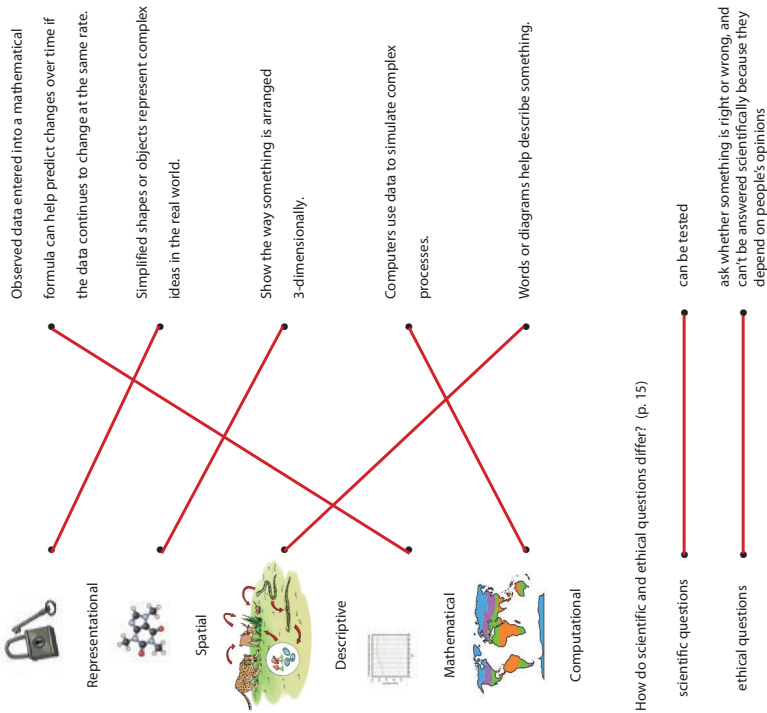 Representational
Spatial
Descriptive
Mathematical
Computational
Observed data entered into a mathematical
formula can help predict changes over time if
the data continues to change at the same rate.
Simplified shapes or objects represent complex
ideas in the real world.
Show the way something is arranged
3-dimensionally.
Computers use data to simulate complex
processes.
Words or diagrams help describe something.
How do scientific and ethical questions differ? (p. 15)
scientific questions
can be tested
ethical questions
ask whether something is right or wrong, and
can't be answered scientifically because they
depend on people's opinions